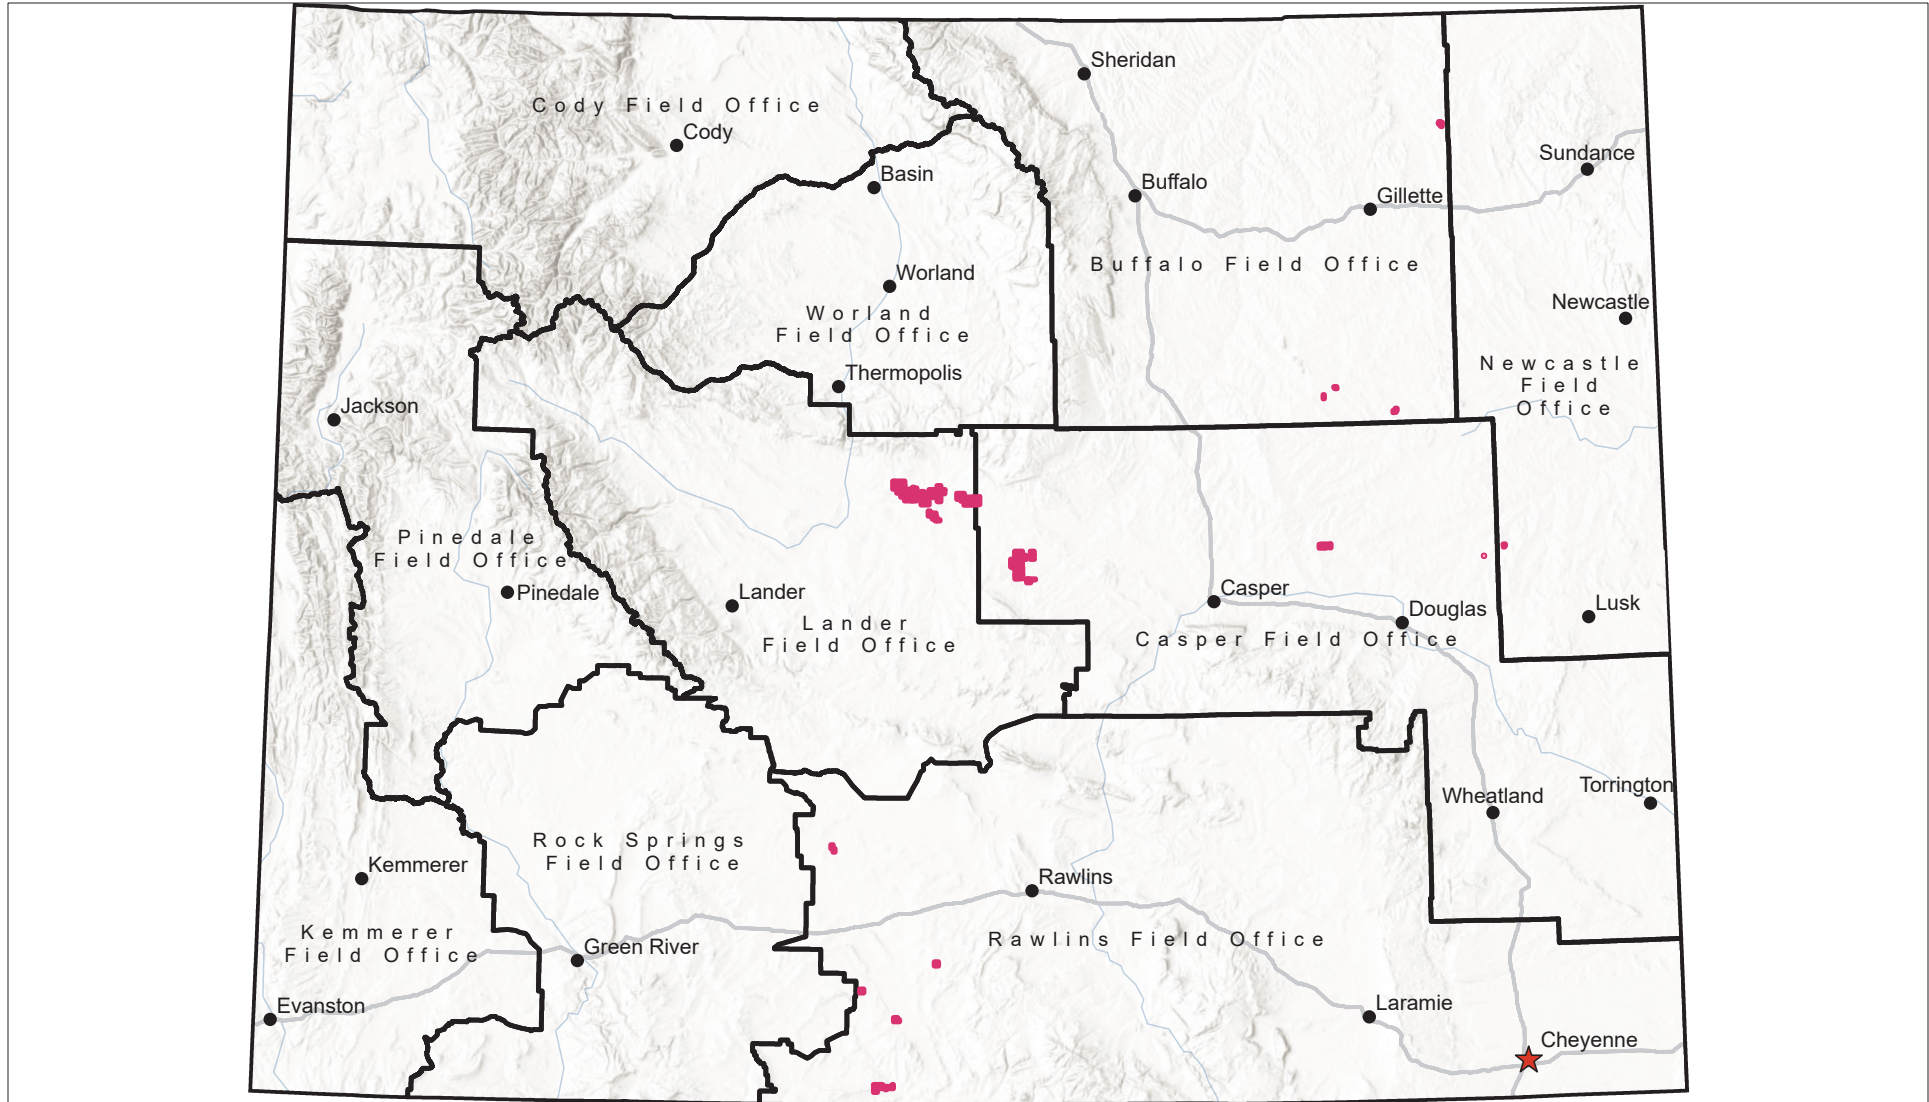 Sheridan
Cody Field Office
Cody
Sundance
Basin
Buffalo
Gillette
Buffalo Field Office
Worland
Newcastle
Worland
Field Office
Newcastle
Field
Office
Thermopolis
Jackson
Pinedale
Field Office
Pinedale
Lander
Casper
Douglas
Lusk
Lander
Field Office
Casper Field Office
Torrington
Wheatland
Rock Springs
Field Office
Kemmerer
Rawlins
Kemmerer
Field Office
Green River
Rawlins Field Office
Evanston
Laramie
Cheyenne